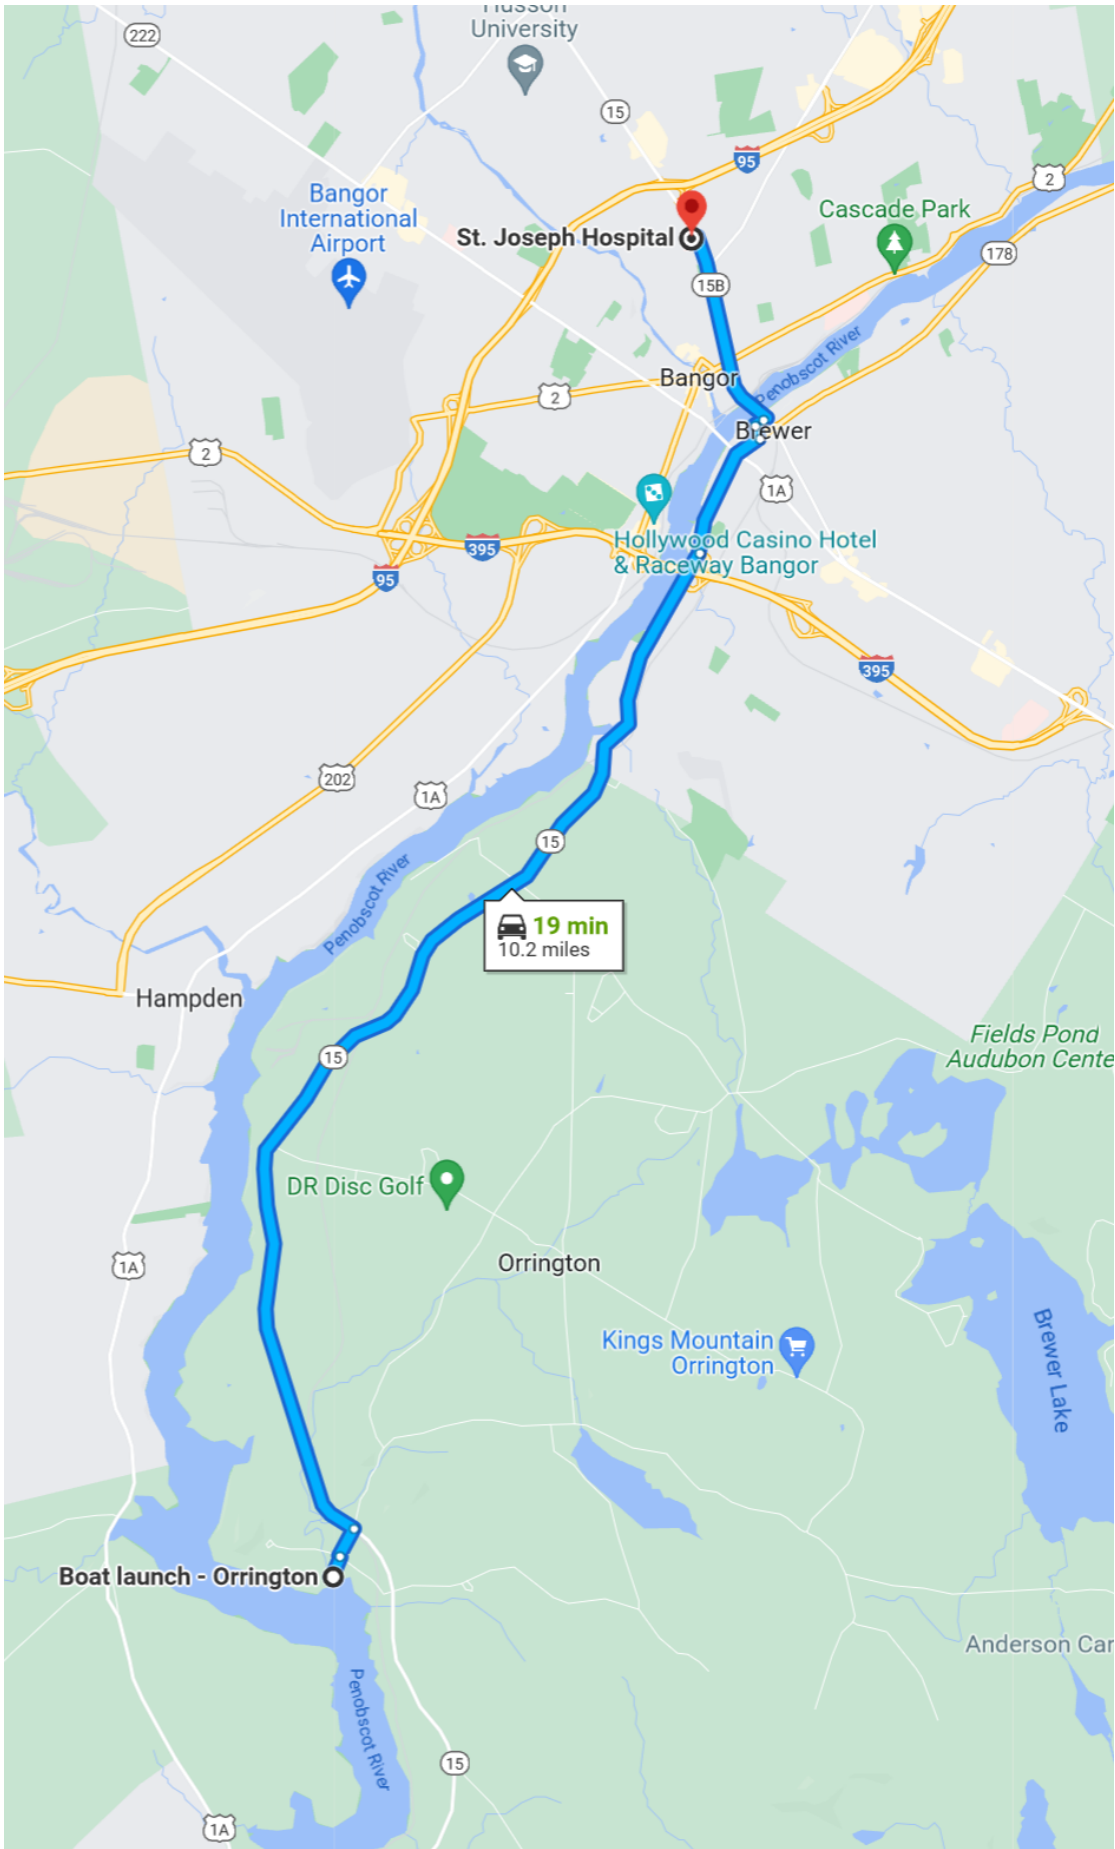 Husson
University
222
15
95
2
Bangor
International
Airport
Cascade Park
St. Joseph Hospital
178
15B
Penobscot River
Bangor
2
Brewer
2
1A
Hollywood Casino Hotel
& Raceway Bangor
395
95
395
202
1A
15
Penobscot River
19 min
10.2 miles
Hampden
Fields Pond
Audubon Cente
15
DR Disc Golf
1A
Orrington
Kings Mountain
Orrington
Brewer Lake
Boat launch - Orrington
Anderson Car
Penobscot River
15
1A